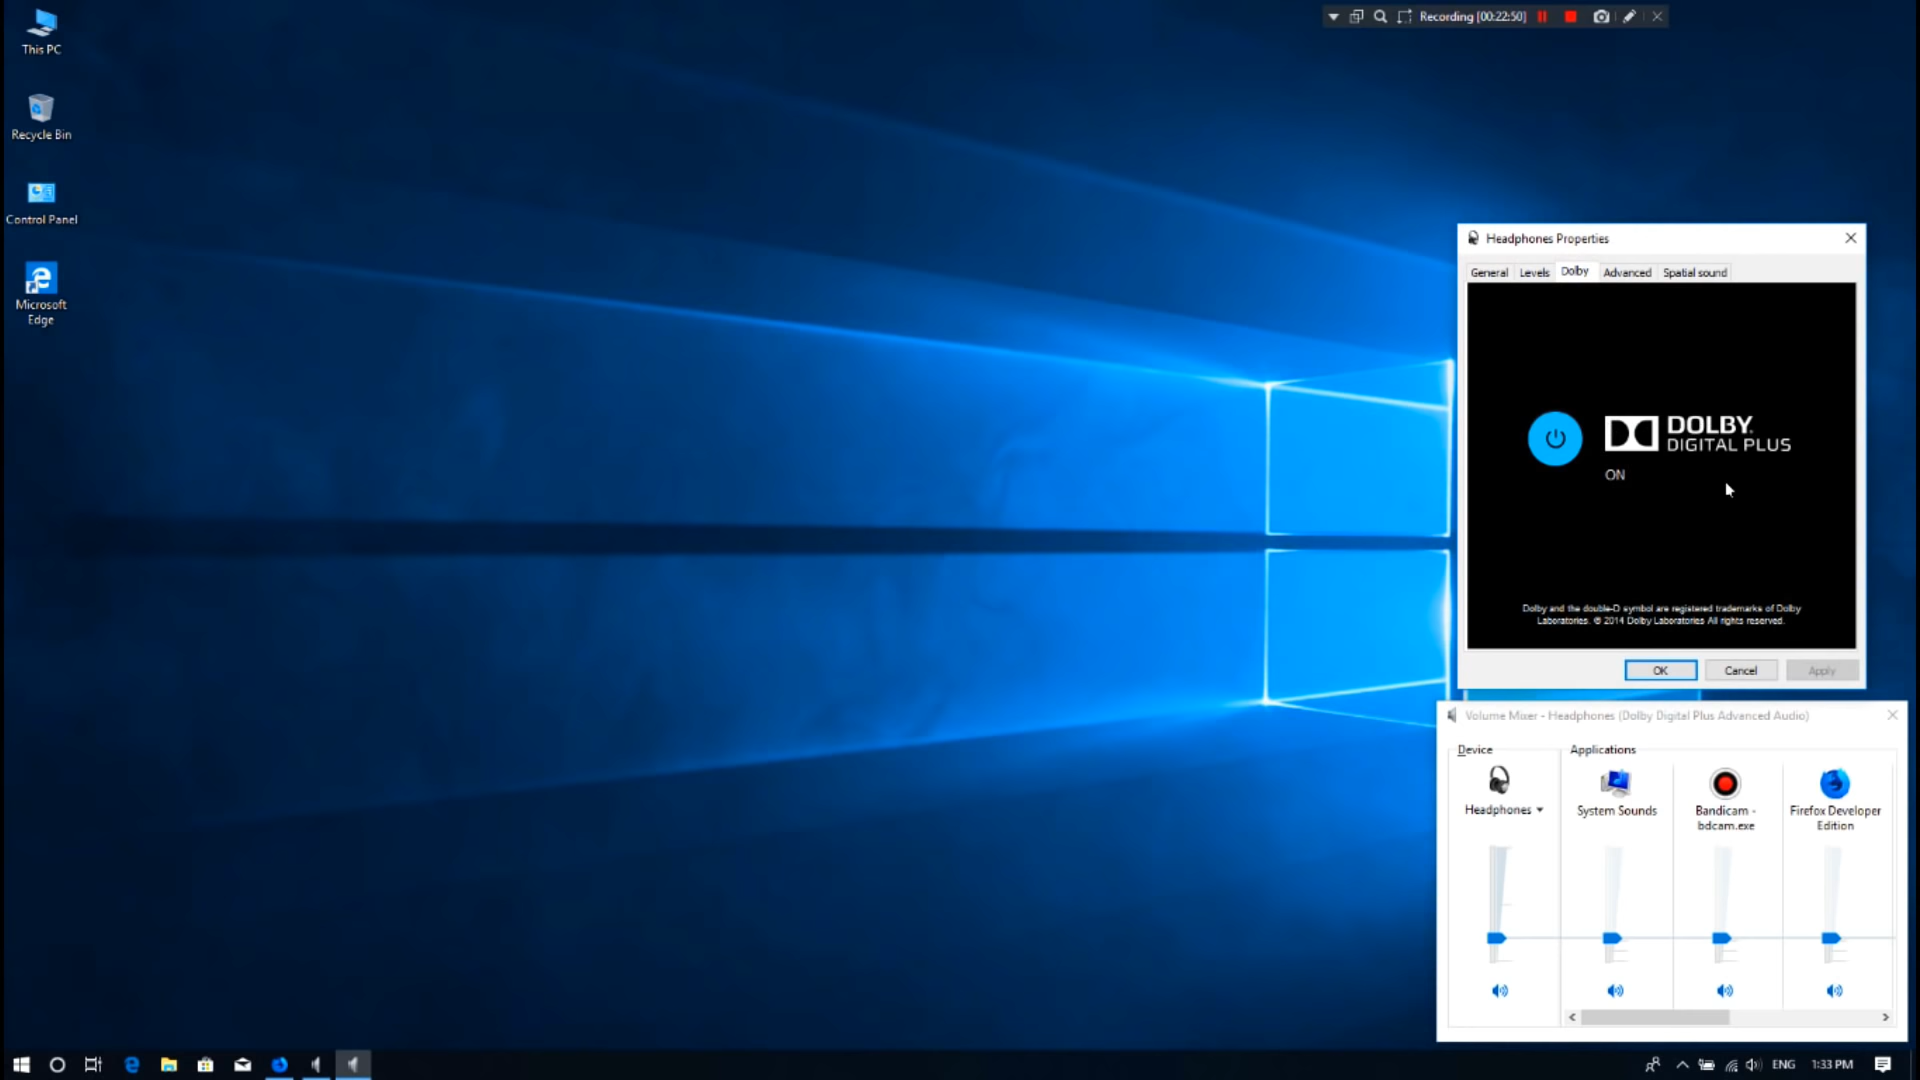 This PC
Recycle Bin
Control Panel
Microsoft
Edge
Recording [00:22:50]
Headphones Properties
General Levels Dolby Advanced Spatial sound
DOLBY
DIGITAL PLUS
ON
Dolby and the double-D symbol are registered trademarks of Dolby
Laboratories. © 2014 Dolby Laboratories All rights reserved.
OK Cancel Apply
Volume Mixer - Headphones (Dolby Digital Plus Advanced Audio)
Device Applications
Headphones
System Sounds
Bandicam -
bdcam.exe
Firefox Developer
Edition
ENG 1:33 PM